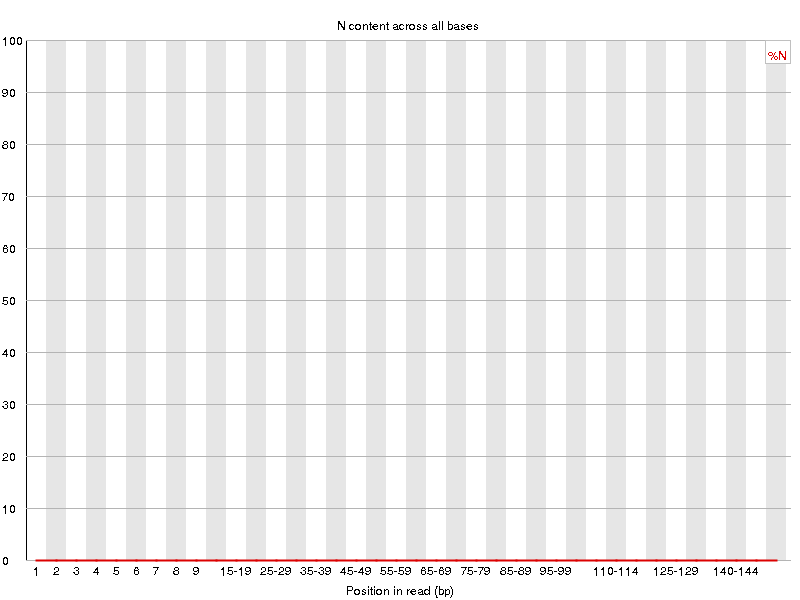 N content across all bases
%N
100
90
80
70
60
50
40
30
20
10
0
1 2 3 4 5 6 7 8 9 15-19 25-29 35-39 45-49 55-59 65-69 75-79 85-89 95-99 110-114 125-129 140-144
Position in read (bp)